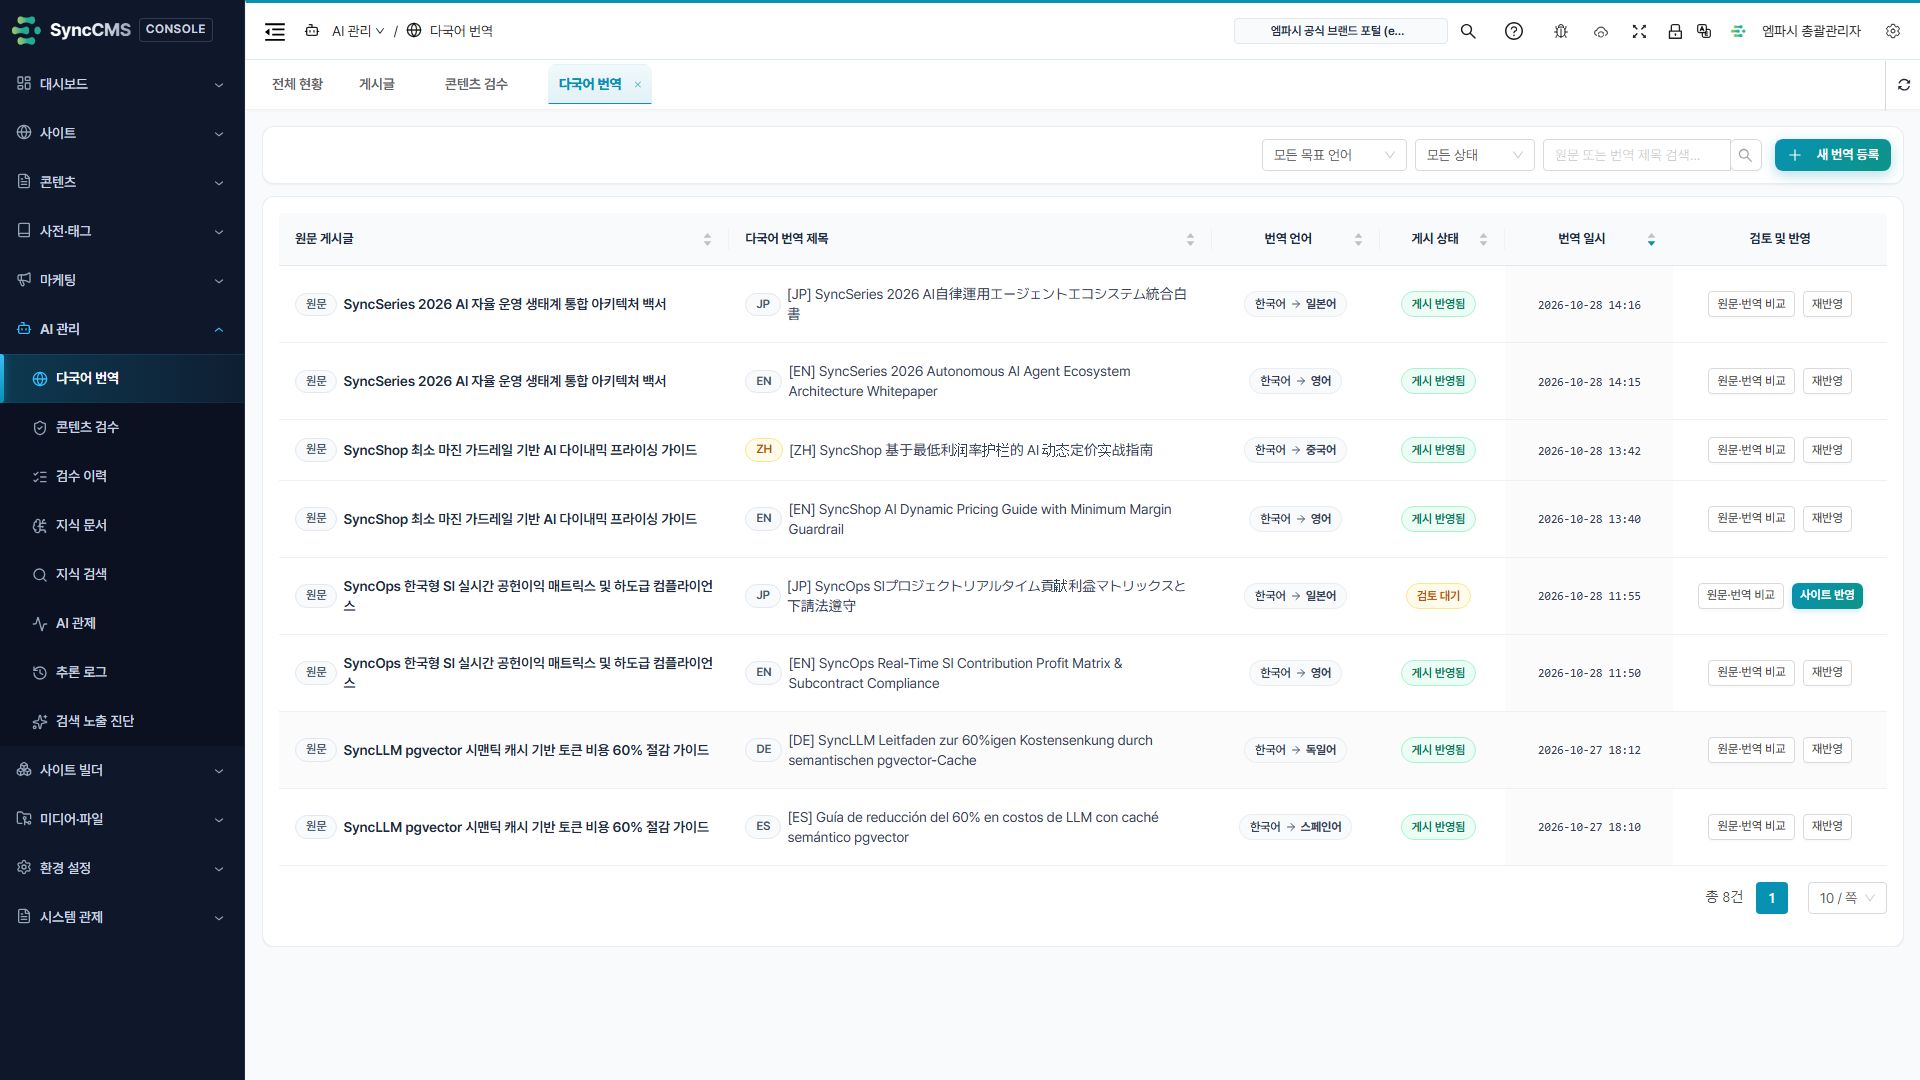 SyncCMS CONSOLE
대시보드
사이트
콘텐츠
사전·태그
마케팅
AI 관리
다국어 번역
콘텐츠 검수
검수 이력
지식 문서
지식 검색
AI 관제
추론 로그
검색 노출 진단
사이트 빌더
미디어·파일
환경 설정
시스템 관제
AI 관리 / 다국어 번역
엠파시 공식 브랜드 포털 (e...
엠파시 총괄관리자
전체 현황 게시글 콘텐츠 검수 다국어 번역 ×
모든 목표 언어 모든 상태 원문 또는 번역 제목 검색... + 새 번역 등록
원문 게시글 다국어 번역 제목 번역 언어 게시 상태 번역 일시 검토 및 반영
원문 SyncSeries 2026 AI 자율 운영 생태계 통합 아키텍처 백서
JP [JP] SyncSeries 2026 AI自律運用エージェントエコシステム統合白
書
한국어 → 일본어 게시 반영됨 2026-10-28 14:16 원문·번역 비교 재반영
원문 SyncSeries 2026 AI 자율 운영 생태계 통합 아키텍처 백서
EN [EN] SyncSeries 2026 Autonomous AI Agent Ecosystem
Architecture Whitepaper
한국어 → 영어 게시 반영됨 2026-10-28 14:15 원문·번역 비교 재반영
원문 SyncShop 최소 마진 가드레일 기반 AI 다이내믹 프라이싱 가이드
ZH [ZH] SyncShop 基于最低利润率护栏的 AI 动态定价实战指南
한국어 → 중국어 게시 반영됨 2026-10-28 13:42 원문·번역 비교 재반영
원문 SyncShop 최소 마진 가드레일 기반 AI 다이내믹 프라이싱 가이드
EN [EN] SyncShop AI Dynamic Pricing Guide with Minimum Margin
Guardrail
한국어 → 영어 게시 반영됨 2026-10-28 13:40 원문·번역 비교 재반영
원문 SyncOps 한국형 SI 실시간 공헌이익 매트릭스 및 하도급 컴플라이언
스
JP [JP] SyncOps SIプロジェクトリアルタイム貢献利益マトリックスと
下請法遵守
한국어 → 일본어 검토 대기 2026-10-28 11:55 원문·번역 비교 사이트 반영
원문 SyncOps 한국형 SI 실시간 공헌이익 매트릭스 및 하도급 컴플라이언
스
EN [EN] SyncOps Real-Time SI Contribution Profit Matrix &
Subcontract Compliance
한국어 → 영어 게시 반영됨 2026-10-28 11:50 원문·번역 비교 재반영
원문 SyncLLM pgvector 시맨틱 캐시 기반 토큰 비용 60% 절감 가이드
DE [DE] SyncLLM Leitfaden zur 60%igen Kostensenkung durch
semantischen pgvector-Cache
한국어 → 독일어 게시 반영됨 2026-10-27 18:12 원문·번역 비교 재반영
원문 SyncLLM pgvector 시맨틱 캐시 기반 토큰 비용 60% 절감 가이드
ES [ES] Guía de reducción del 60% en costos de LLM con caché
semántico pgvector
한국어 → 스페인어 게시 반영됨 2026-10-27 18:10 원문·번역 비교 재반영
총 8건 1 10 / 쪽